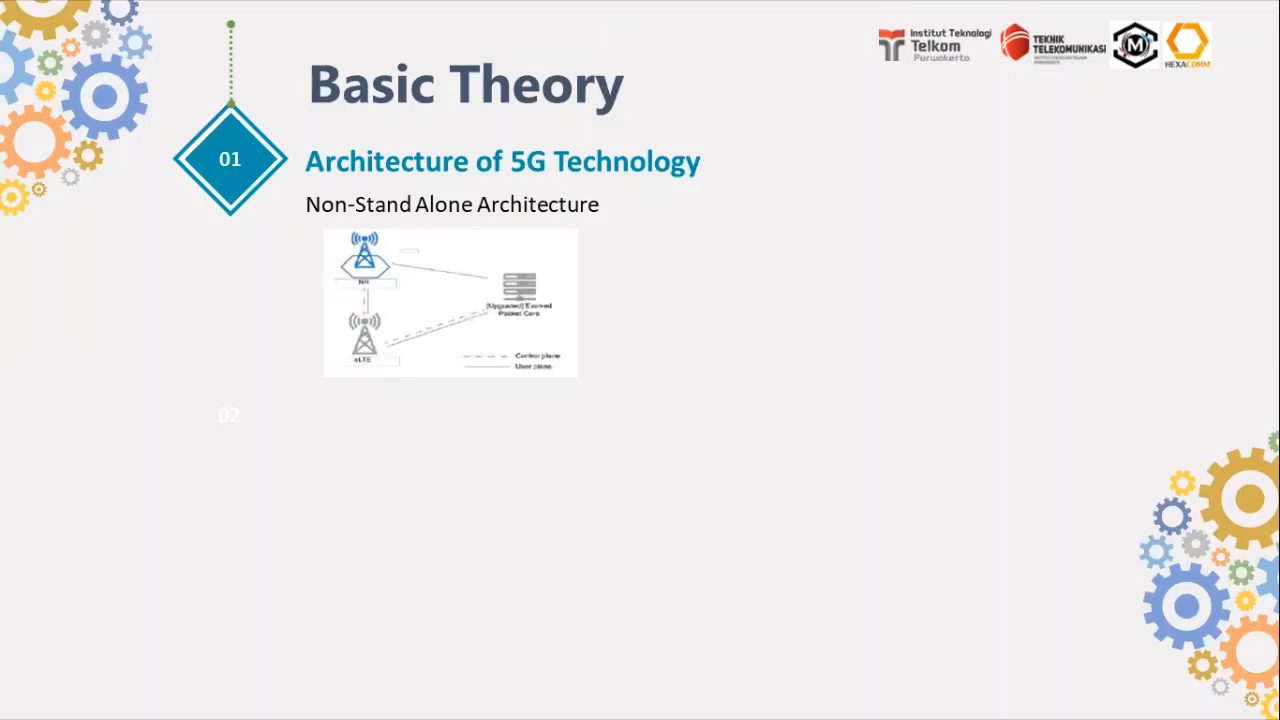 Institut Teknologi
Telkom
Purwokerto
TEKNIK
TELEKOMUNIKASI
M
HEXACOMM
Basic Theory
01
Architecture of 5G Technology
Non-Stand Alone Architecture
NR
[Upgraded] Evolved
Packet Core
eLTE
Control plane
User plane
02